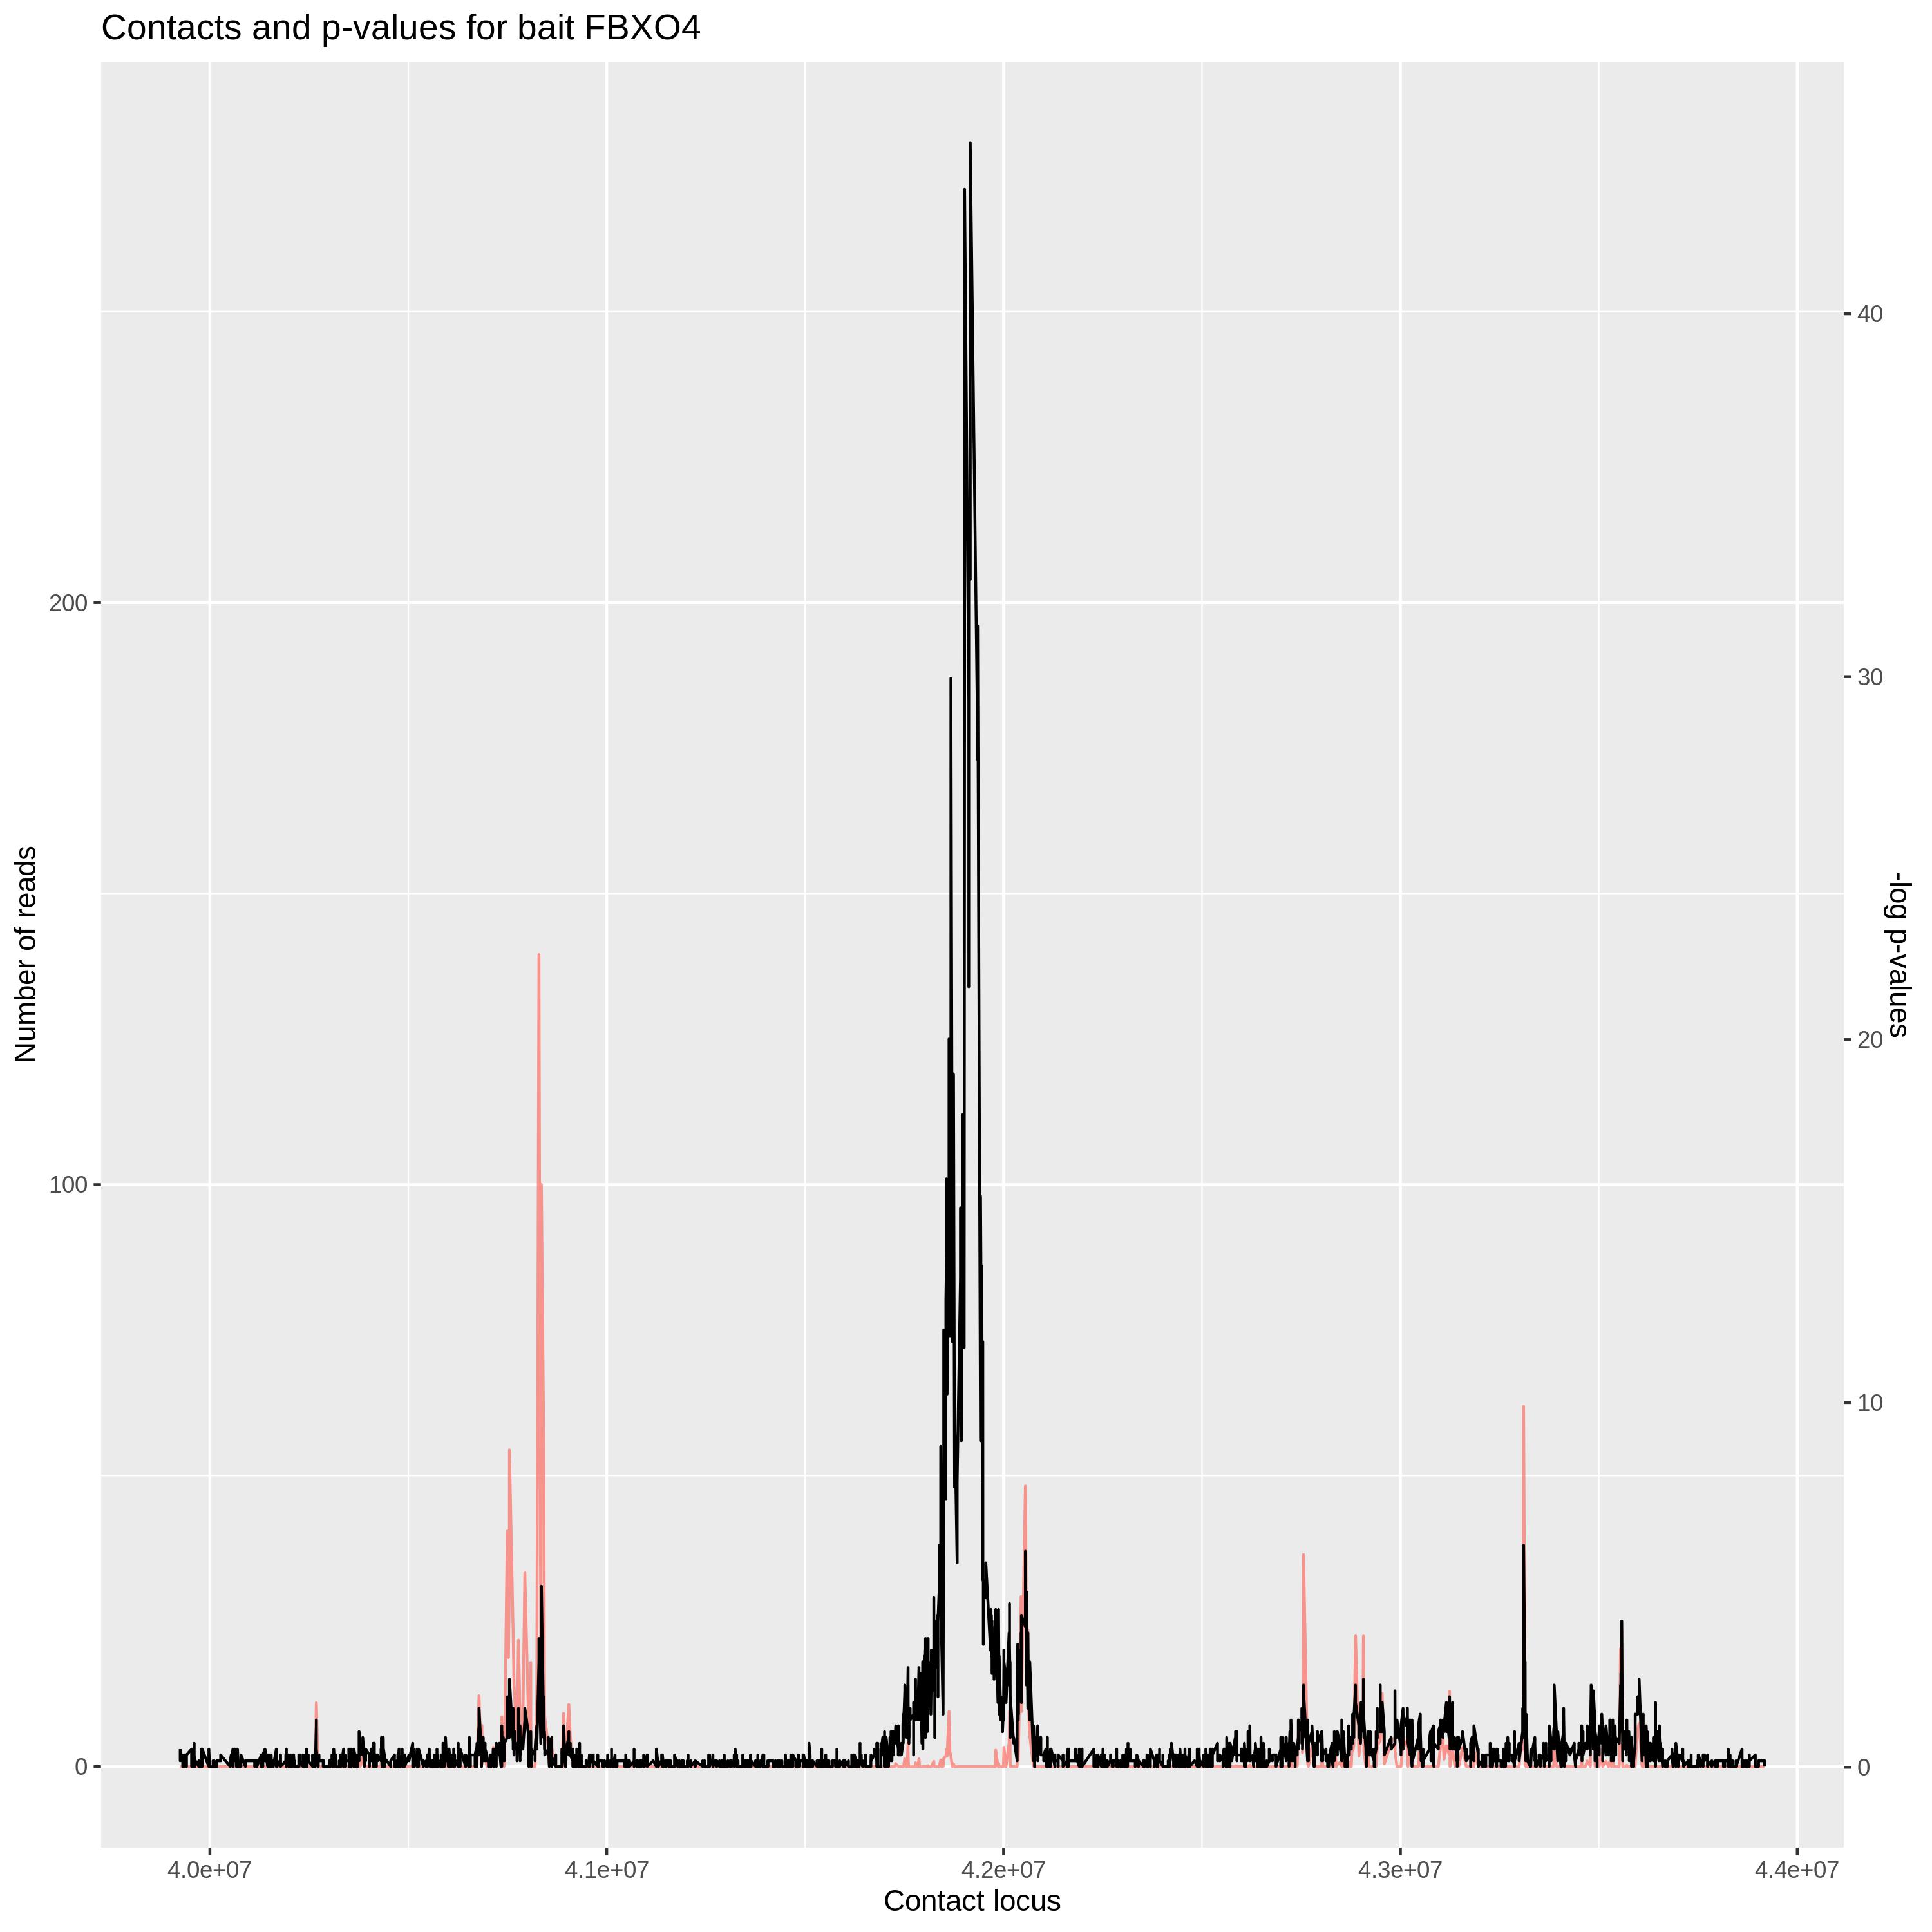 Contacts and p-values for bait FBXO4
Number of reads
200
100
0
40
30
20
10
0
-log p-values
4.0e+07
4.1e+07
4.2e+07
4.3e+07
4.4e+07
Contact locus